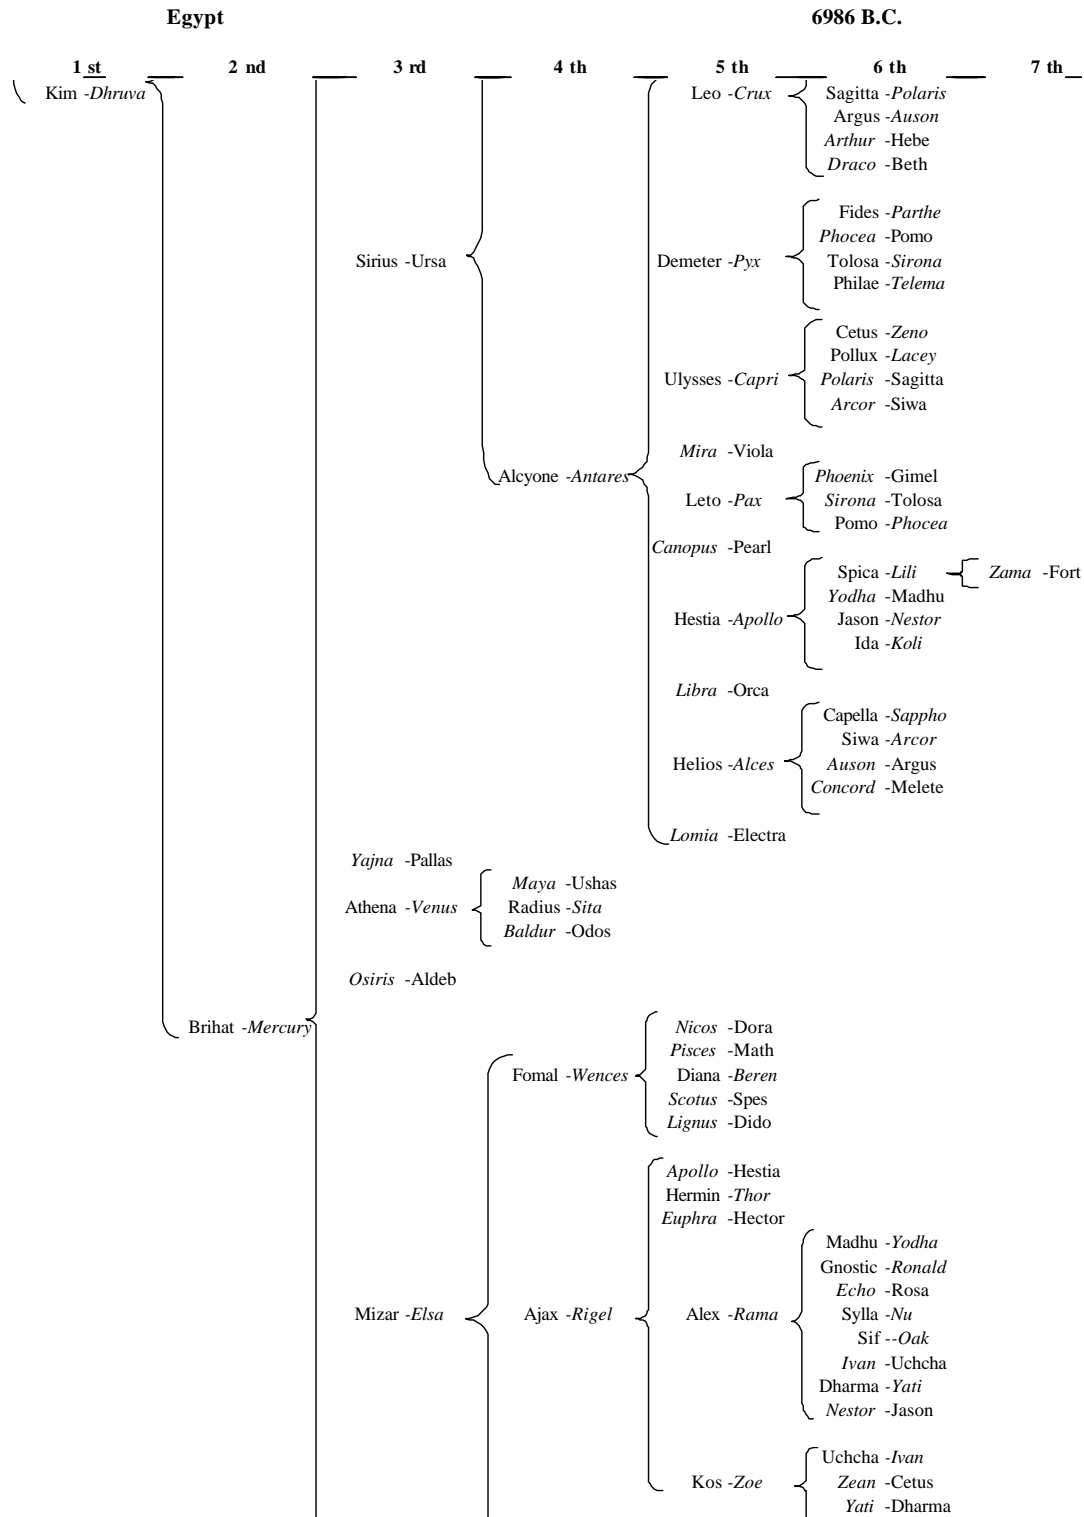 Egypt 6986 B.C.
1 st 2 nd 3 rd 4 th 5 th 6 th 7 th
Kim -Dhruva Leo -Crux Sagitta -Polaris
Argus -Auson
Arthur -Hebe
Draco -Beth
Fides -Parthe
Phocea -Pomo
Sirius -Ursa Demeter -Pyx Tolosa -Sirona
Philae -Telema
Cetus -Zeno
Pollux -Lacey
Ulysses -Capri Polaris -Sagitta
Arcor -Siwa
Mira -Viola
Alcyone -Antares Phoenix -Gimel
Leto -Pax Sirona -Tolosa
Pomo -Phocea
Canopus -Pearl
Spica -Lili Zama -Fort
Yodha -Madhu
Hestia -Apollo Jason -Nestor
Ida -Koli
Libra -Orca
Capella -Sappho
Siwa -Arcor
Helios -Alces Auson -Argus
Concord -Melete
Lomia -Electra
Yajna -Pallas
Maya -Ushas
Athena -Venus Radius -Sita
Baldur -Odos
Osiris -Aldeb
Brihat -Mercury Nicos -Dora
Pisces -Math
Fomal -Wences Diana -Beren
Scotus -Spes
Lignus -Dido
Apollo -Hestia
Hermin -Thor
Euphra -Hector
Madhu -Yodha
Gnostic -Ronald
Echo -Rosa
Mizar -Elsa Ajax -Rigel Alex -Rama Sylla -Nu
Sif --Oak
Ivan -Uchcha
Dharma -Yati
Nestor -Jason
Uchcha -Ivan
Kos -Zoe Zean -Cetus
Yati -Dharma